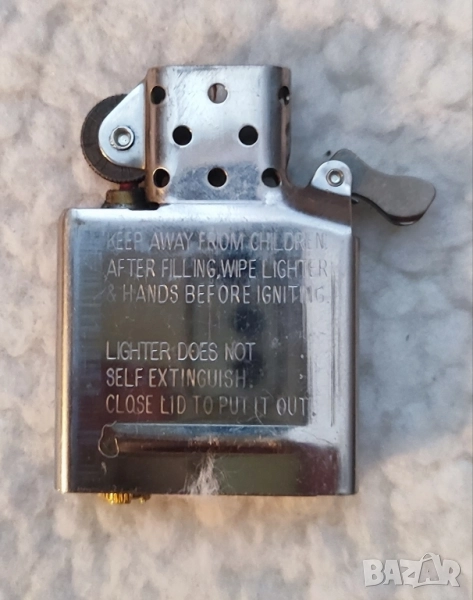 KEEP AWAY FROM CHILDREN.
AFTER FILLING, WIPE LIGHTER
& HANDS BEFORE IGNITING.
LIGHTER DOES NOT
SELF EXTINGUISH.
CLOSE LID TO PUT IT OUT.
BAZAR